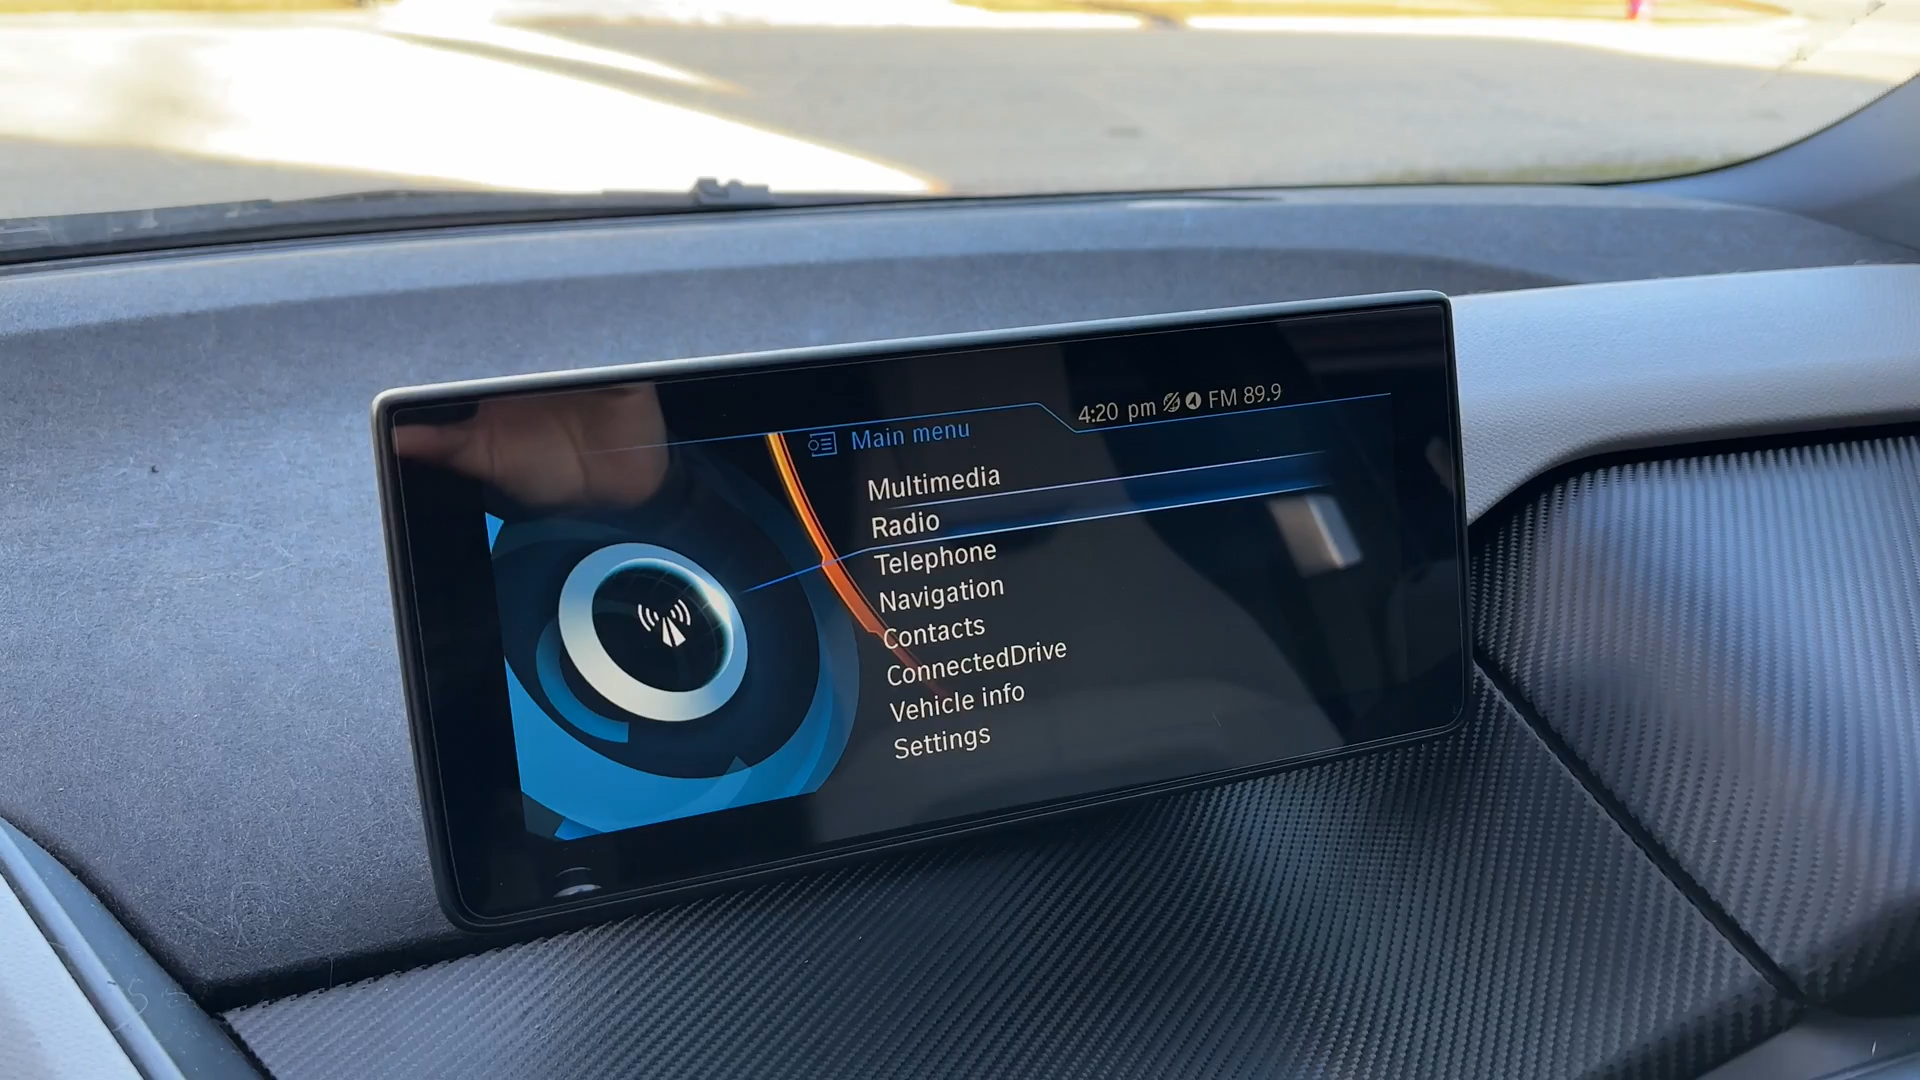 4:20 pm FM 89.9
Main menu
Multimedia
Radio
Telephone
Navigation
Contacts
ConnectedDrive
Vehicle info
Settings